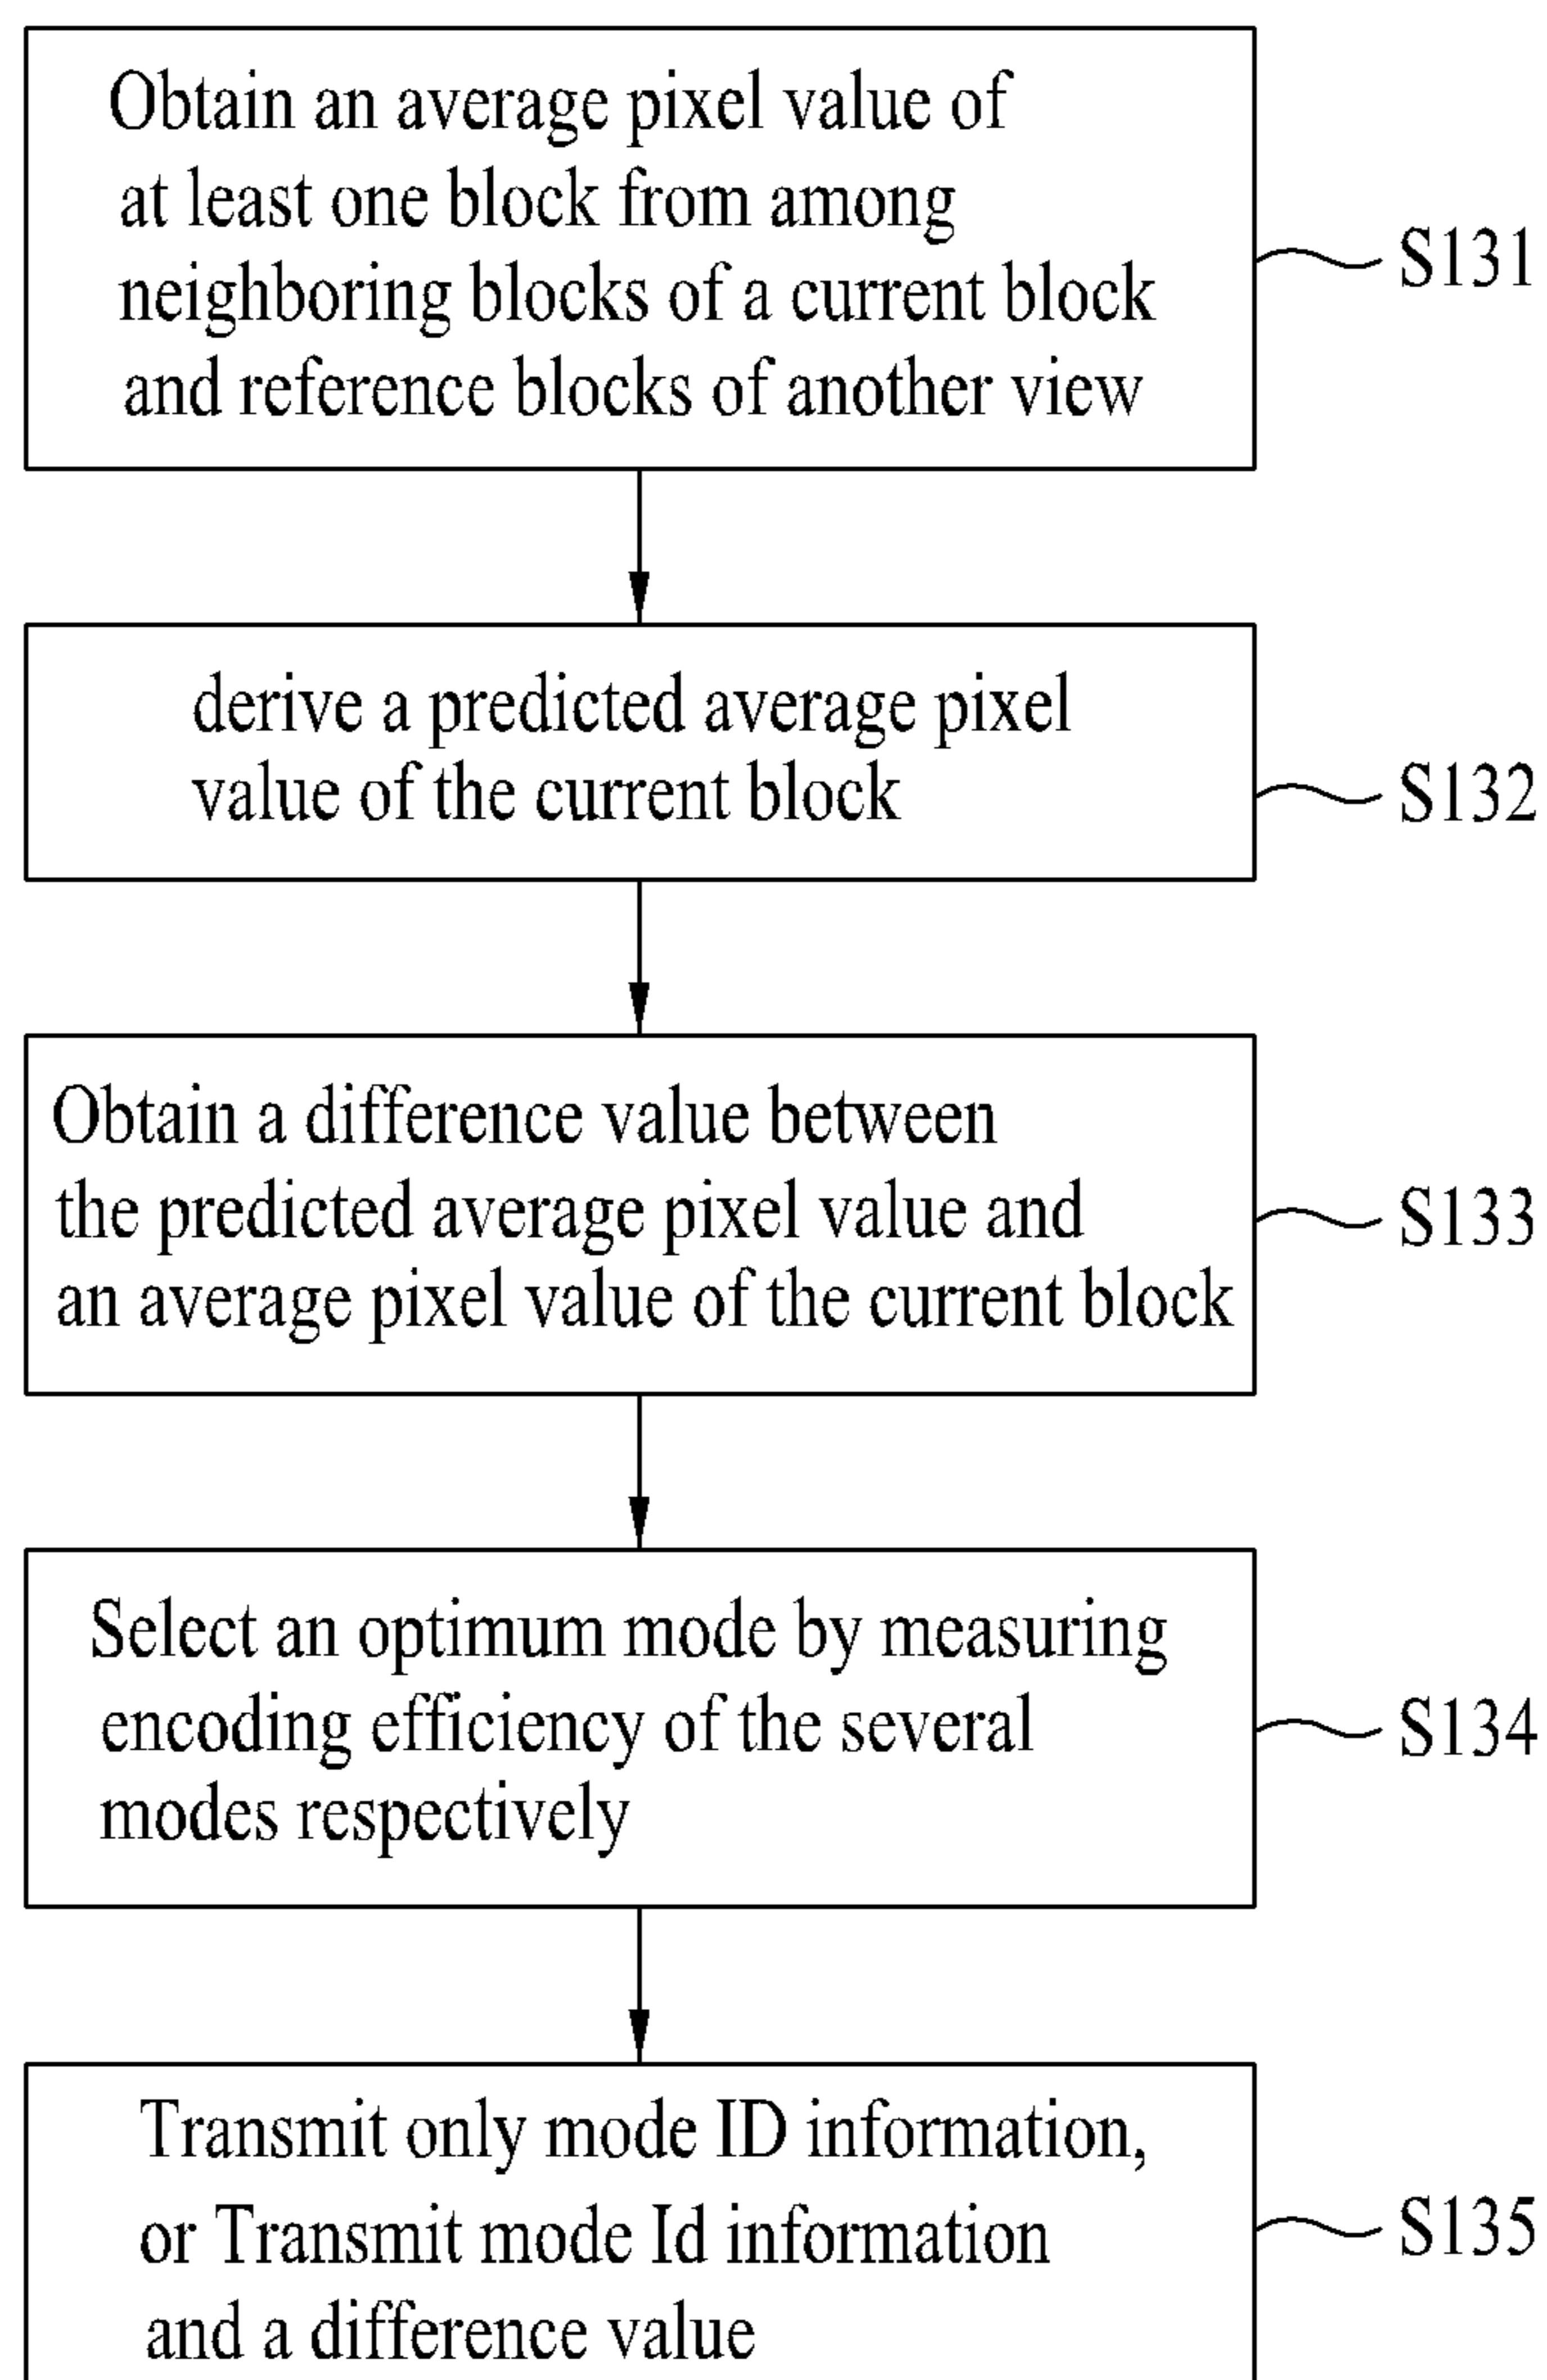 Obtain an average pixel value of
at least one block from among
neighboring blocks of a current block
and reference blocks of another view
S131
derive a predicted average pixel
value of the current block
S132
Obtain a difference value between
the predicted average pixel value and
an average pixel value of the current block
S133
Select an optimum mode by measuring
encoding efficiency of the several
modes respectively
S134
Transmit only mode ID information,
or Transmit mode Id information
and a difference value
S135